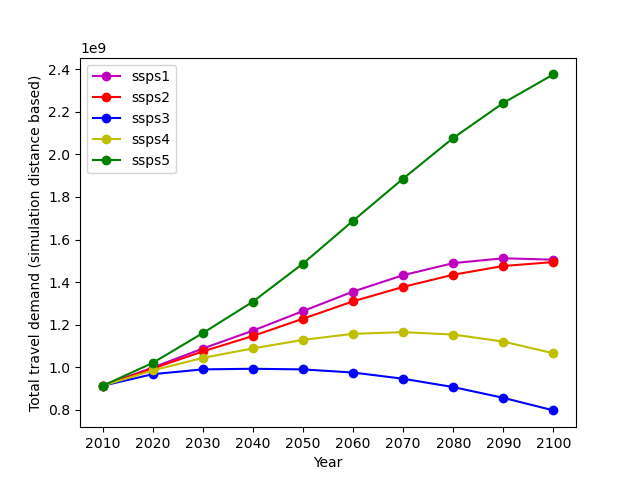 1e9
2.4
2.2
2.0
1.8
1.6
1.4
1.2
1.0
0.8
Total travel demand (simulation distance based)
ssps1
ssps2
ssps3
ssps4
ssps5
2010 2020 2030 2040 2050 2060 2070 2080 2090 2100
Year